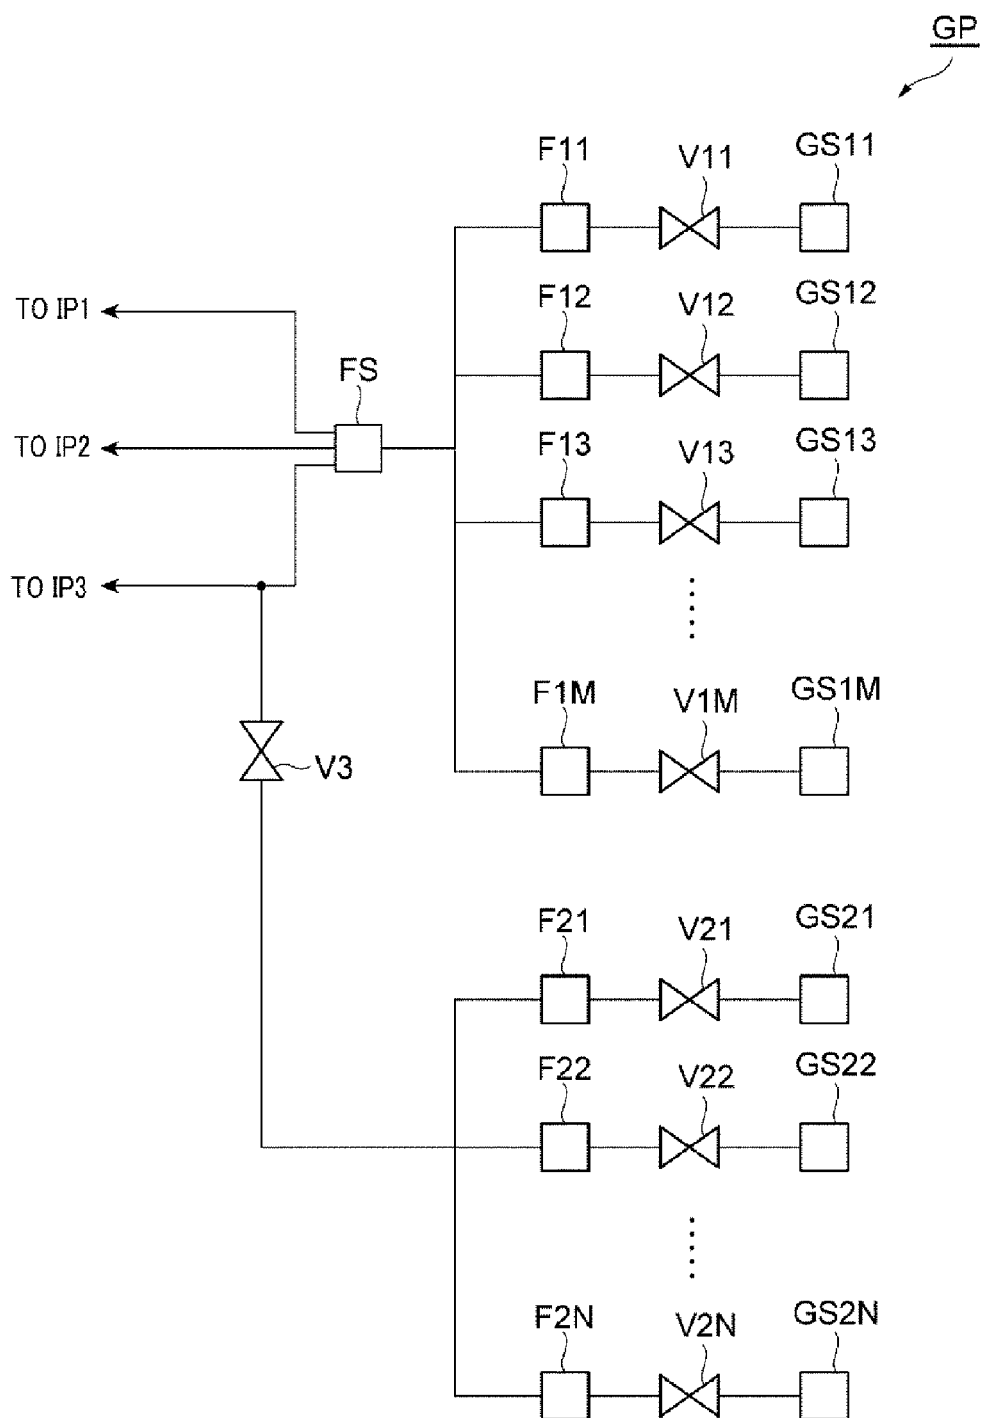 GP
F11 V11 GS11
TO IP1
F12 V12 GS12
FS
TO IP2
F13 V13 GS13
TO IP3
F1M V1M GS1M
V3
F21 V21 GS21
F22 V22 GS22
F2N V2N GS2N